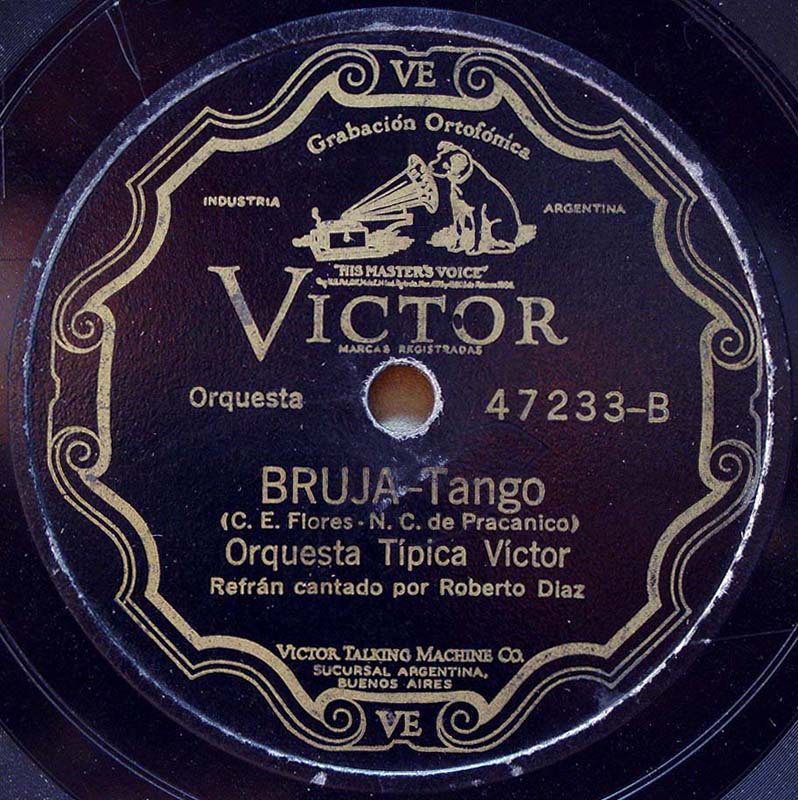 VE
Grabación Ortofónica
INDUSTRIA ARGENTINA
"HIS MASTER'S VOICE"
VICTOR
MARCAS REGISTRADAS
Orquesta 47233-B
BRUJA-Tango
(C. E. Flores - N. C. de Pracanico)
Orquesta Típica Víctor
Refrán cantado por Roberto Diaz
VICTOR TALKING MACHINE CO.
SUCURSAL ARGENTINA,
BUENOS AIRES
VE